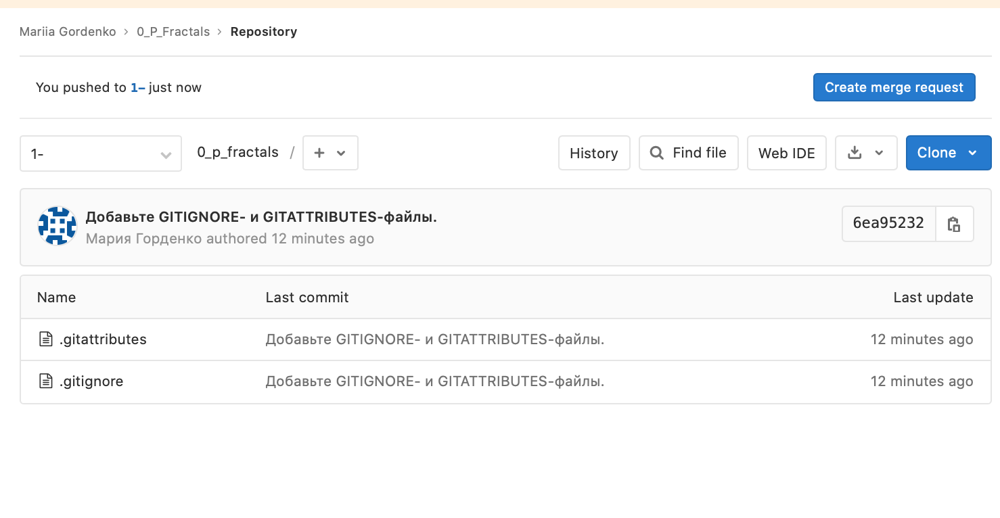 Mariia Gordenko > 0_P_Fractals > Repository
You pushed to 1– just now
Create merge request
1-
0_p_fractals / +
History
Find file
Web IDE
Clone
Добавьте GITIGNORE- и GITATTRIBUTES-файлы.
Мария Горденко authored 12 minutes ago
6ea95232
Name Last commit Last update
.gitattributes Добавьте GITIGNORE- и GITATTRIBUTES-файлы. 12 minutes ago
.gitignore Добавьте GITIGNORE- и GITATTRIBUTES-файлы. 12 minutes ago